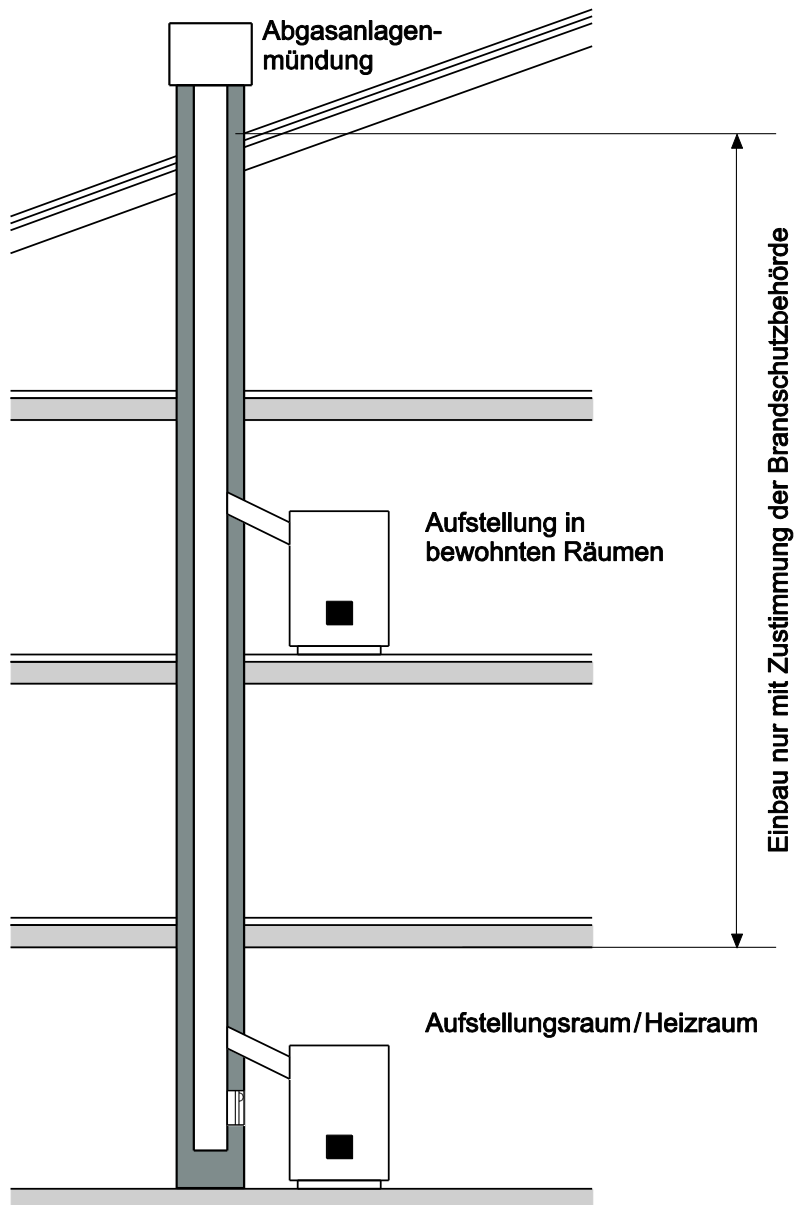 Abgasanlagen-
mündung
Aufstellung in
bewohnten Räumen
Einbau nur mit Zustimmung der Brandschutzbehörde
Aufstellungsraum/Heizraum